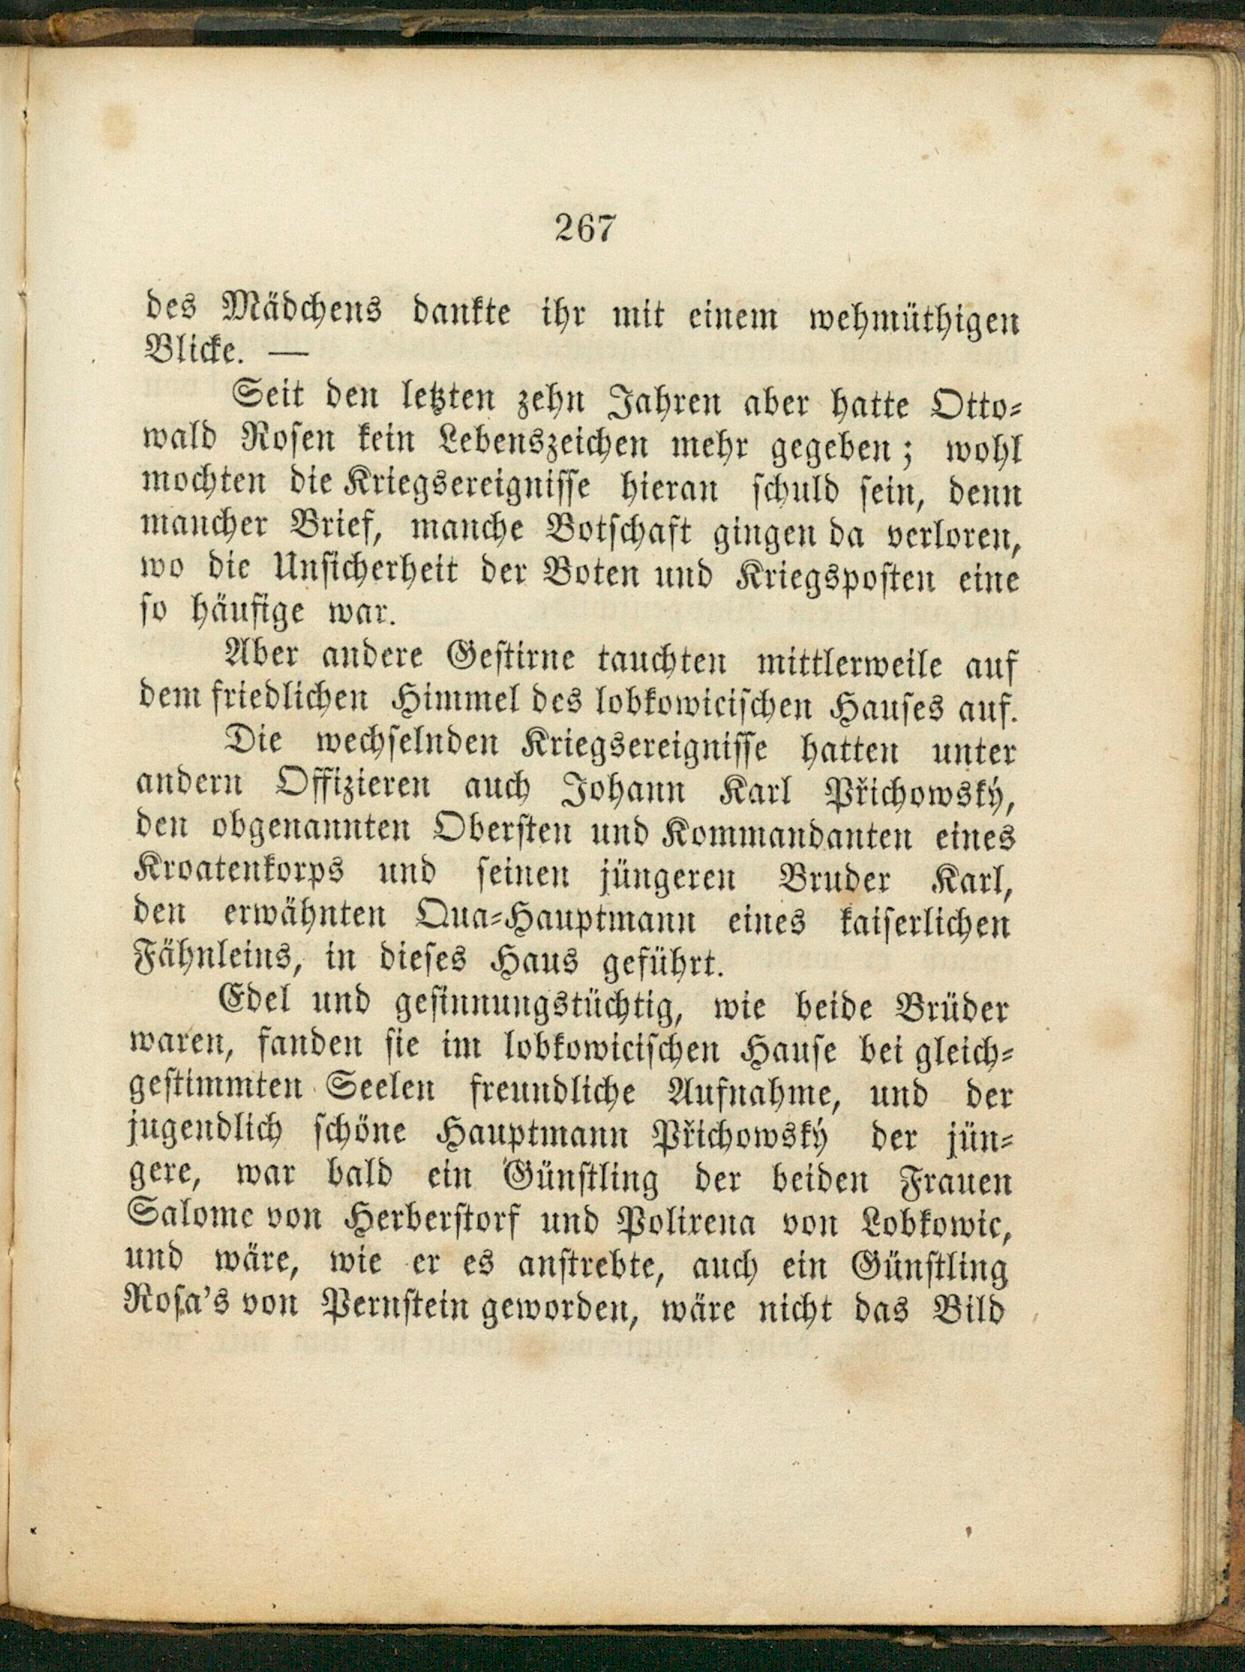 267
des Mädchens dankte ihr mit einem wehmüthigen
Blicke. —
Seit den letzten zehn Jahren aber hatte Otto-
wald Rosen kein Lebenszeichen mehr gegeben; wohl
mochten die Kriegsereignisse hieran schuld sein, denn
mancher Brief, manche Botschaft gingen da verloren,
wo die Unsicherheit der Boten und Kriegsposten eine
so häufige war.
Aber andere Gestirne tauchten mittlerweile auf
dem friedlichen Himmel des lobkowicischen Hauses auf.
Die wechselnden Kriegsereignisse hatten unter
andern Offizieren auch Johann Karl Přichowský,
den obgenannten Obersten und Kommandanten eines
Kroatenkorps und seinen jüngeren Bruder Karl,
den erwähnten Qua-Hauptmann eines kaiserlichen
Fähnleins, in dieses Haus geführt.
Edel und gesinnungstüchtig, wie beide Brüder
waren, fanden sie im lobkowicischen Hause bei gleich-
gestimmten Seelen freundliche Aufnahme, und der
jugendlich schöne Hauptmann Přichowský der jün-
gere, war bald ein Günstling der beiden Frauen
Salome von Herberstorf und Polixena von Lobkowic,
und wäre, wie er es anstrebte, auch ein Günstling
Rosa's von Pernstein geworden, wäre nicht das Bild